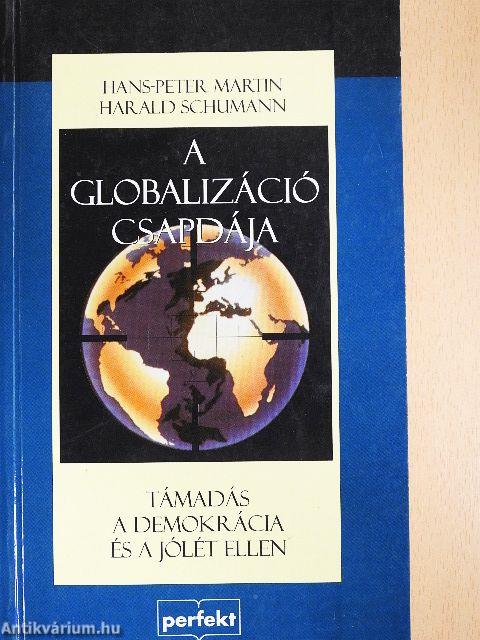 HANS-PETER MARTIN
HARALD SCHUMANN
A
GLOBALIZÁCIÓ
CSAPDÁJA
TÁMADÁS
A DEMOKRÁCIA
ÉS A JÓLÉT ELLEN
perfekt
Antikvárium.hu